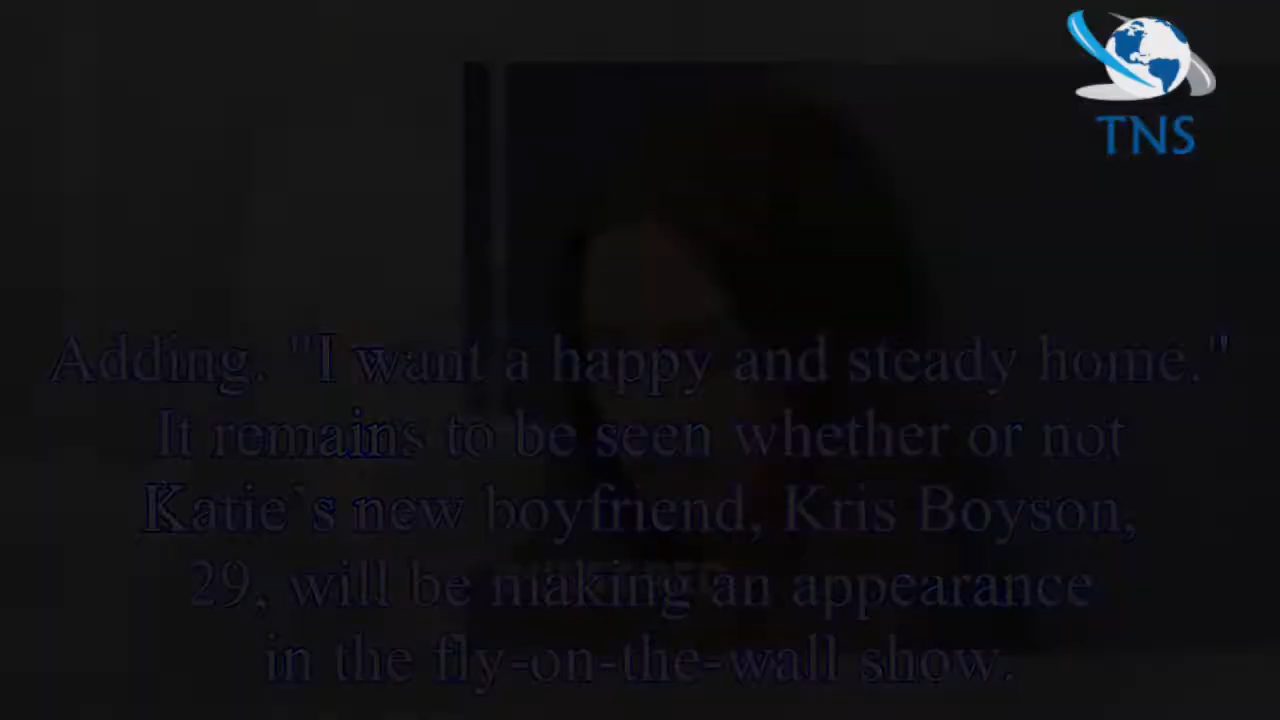 TNS
Adding. "I want a happy and steady home."
It remains to be seen whether or not
Katie's new boyfriend, Kris Boyson,
29, will be making an appearance
in the fly-on-the-wall show.